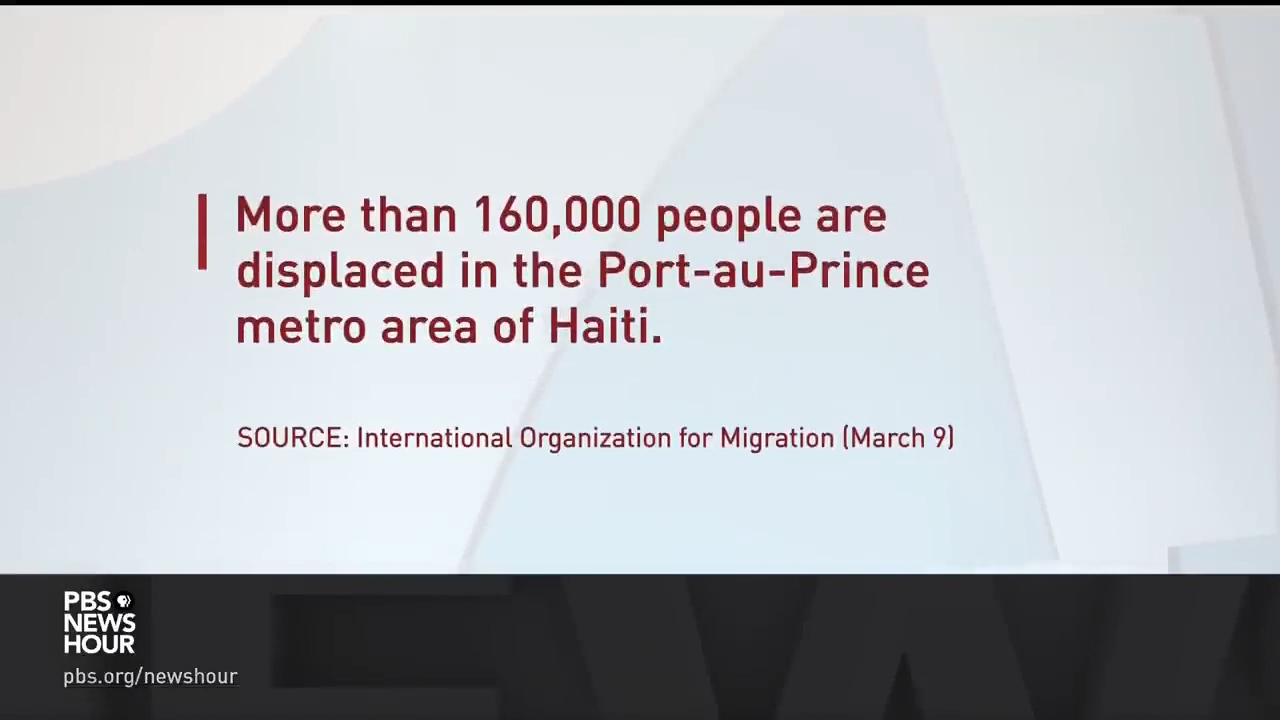 More than 160,000 people are
displaced in the Port-au-Prince
metro area of Haiti.
SOURCE: International Organization for Migration (March 9)
PBS
NEWS
HOUR
pbs.org/newshour